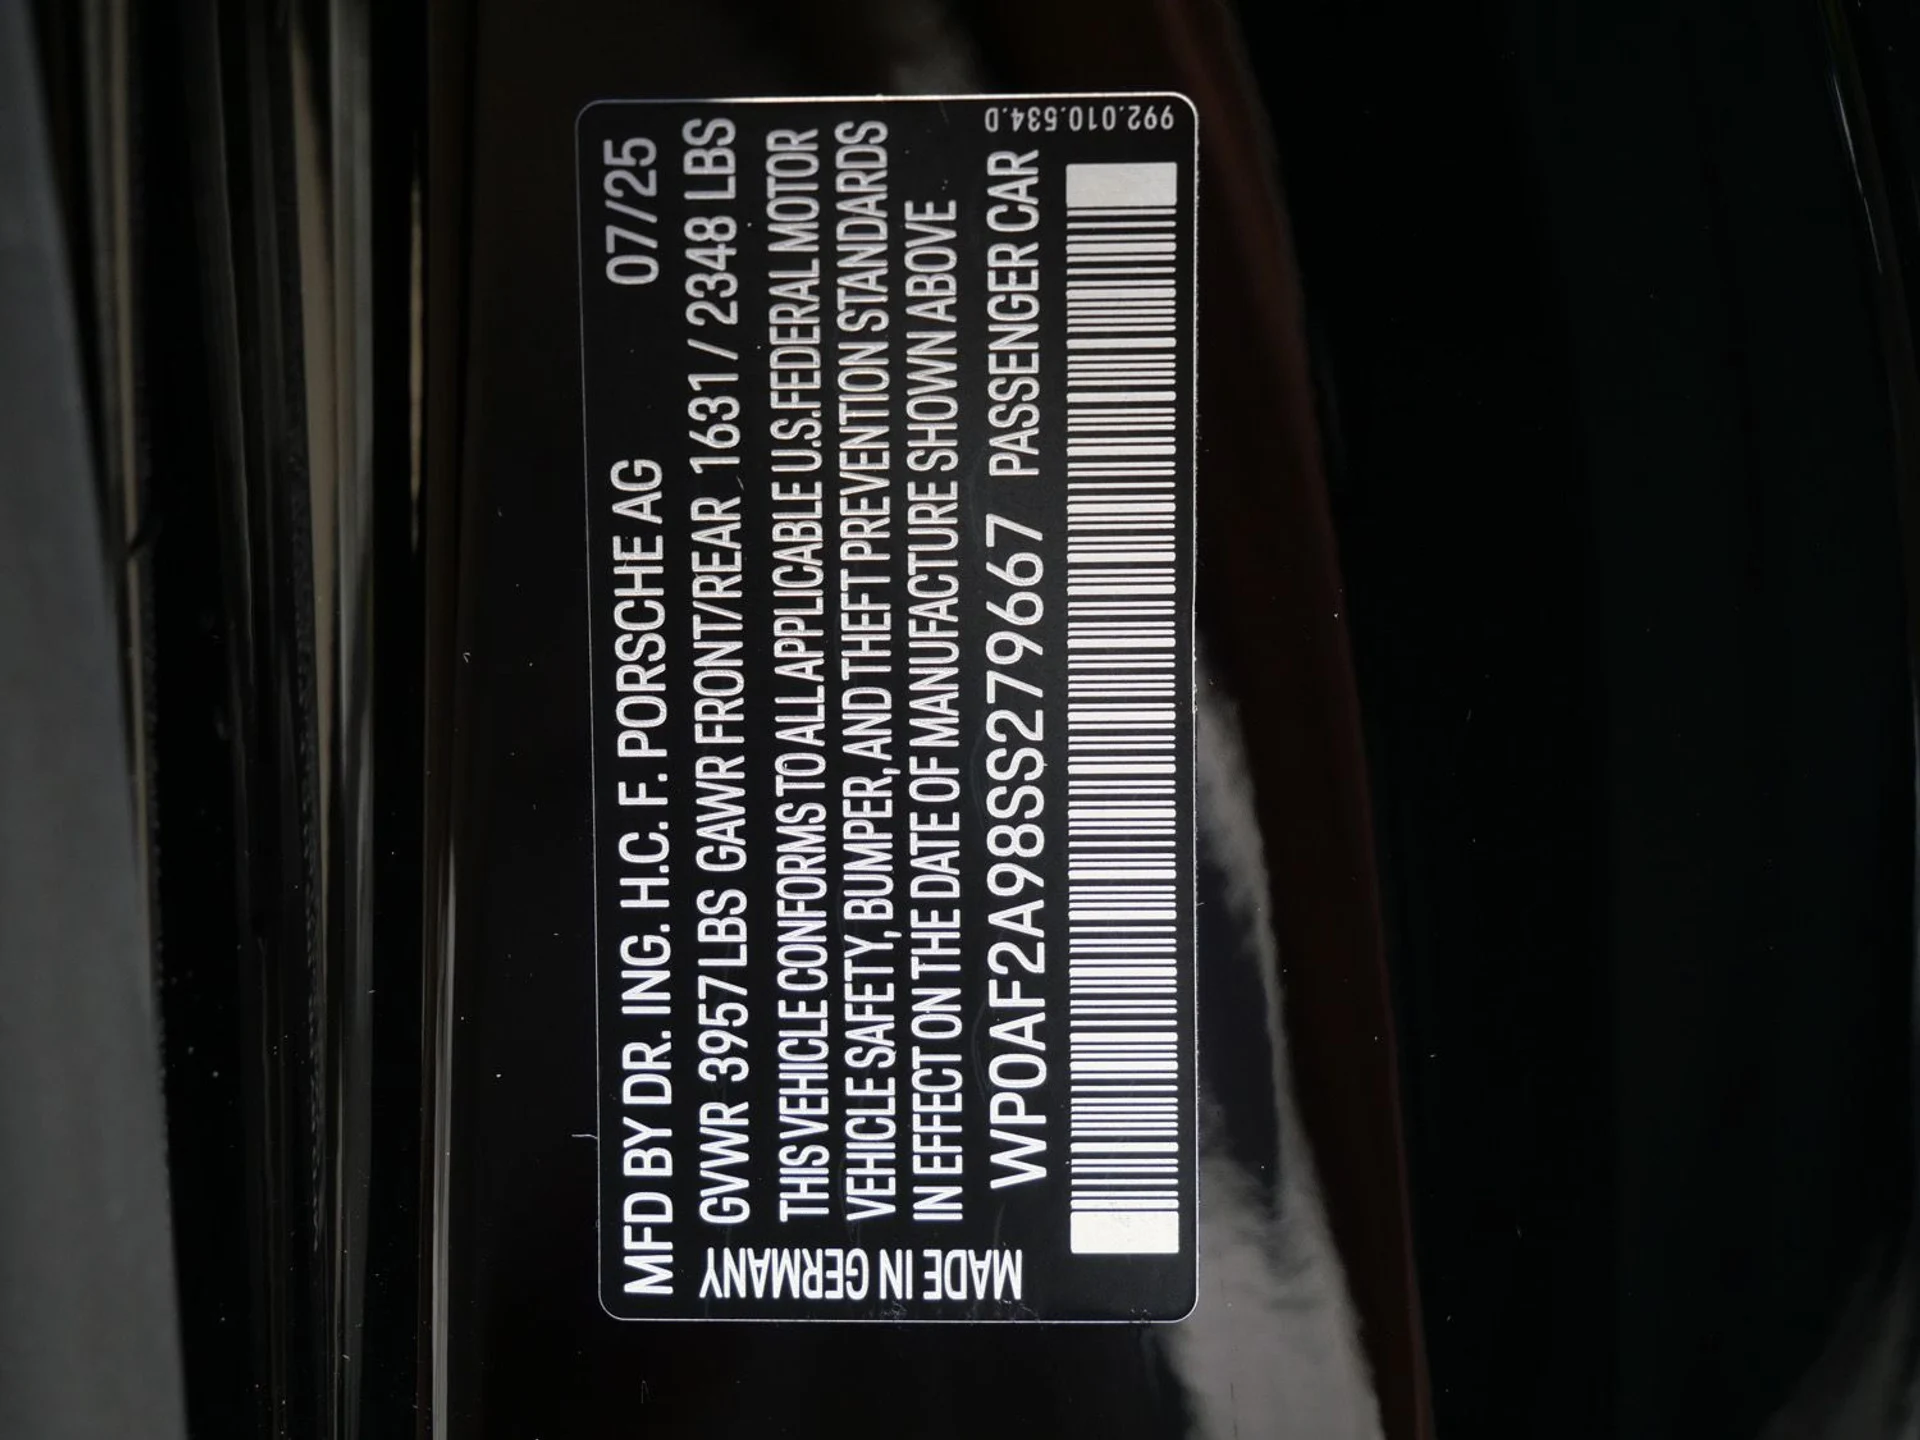 MFD BY DR. ING. H.C. F. PORSCHE AG 07/25
GVWR 3957 LBS GAWR FRONT/REAR 1631 / 2348 LBS
THIS VEHICLE CONFORMS TO ALL APPLICABLE U.S.FEDERAL MOTOR
VEHICLE SAFETY, BUMPER, AND THEFT PREVENTION STANDARDS
IN EFFECT ON THE DATE OF MANUFACTURE SHOWN ABOVE
WP0AF2A98SS279667 PASSENGER CAR
MADE IN GERMANY
992.010.534.D